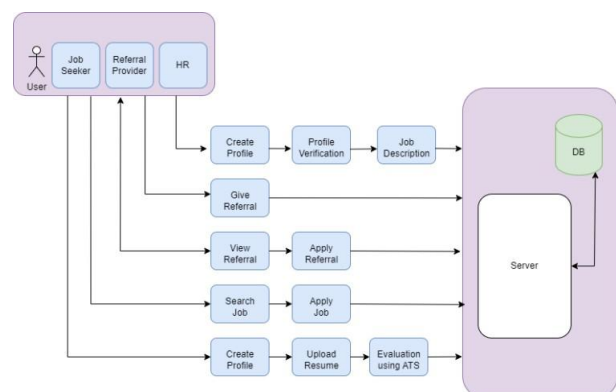 User
Job
Seeker
Referral
Provider
HR
Create
Profile
Profile
Verification
Job
Description
DB
Give
Referral
View
Referral
Apply
Referral
Server
Search
Job
Apply
Job
Create
Profile
Upload
Resume
Evaluation
using ATS